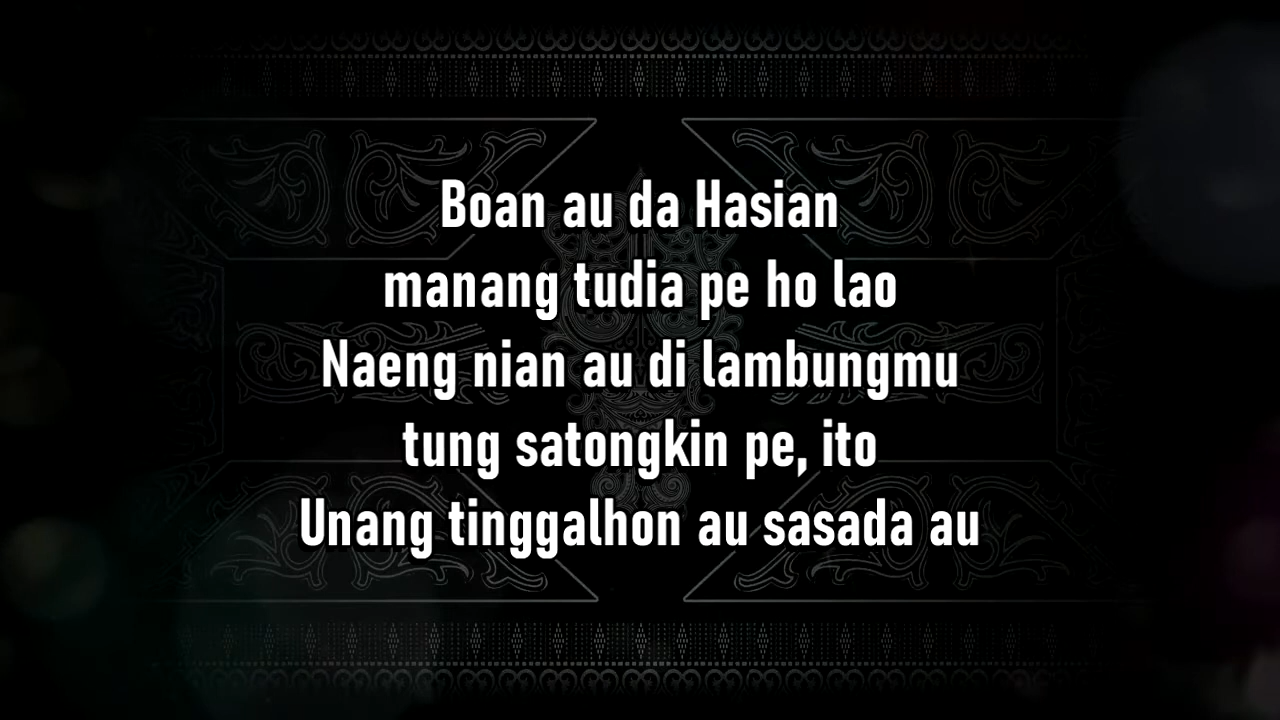 Boan au da Hasian
manang tudia pe ho lao
Naeng nian au di lambungmu
tung satongkin pe, ito
Unang tinggalhon au sasada au